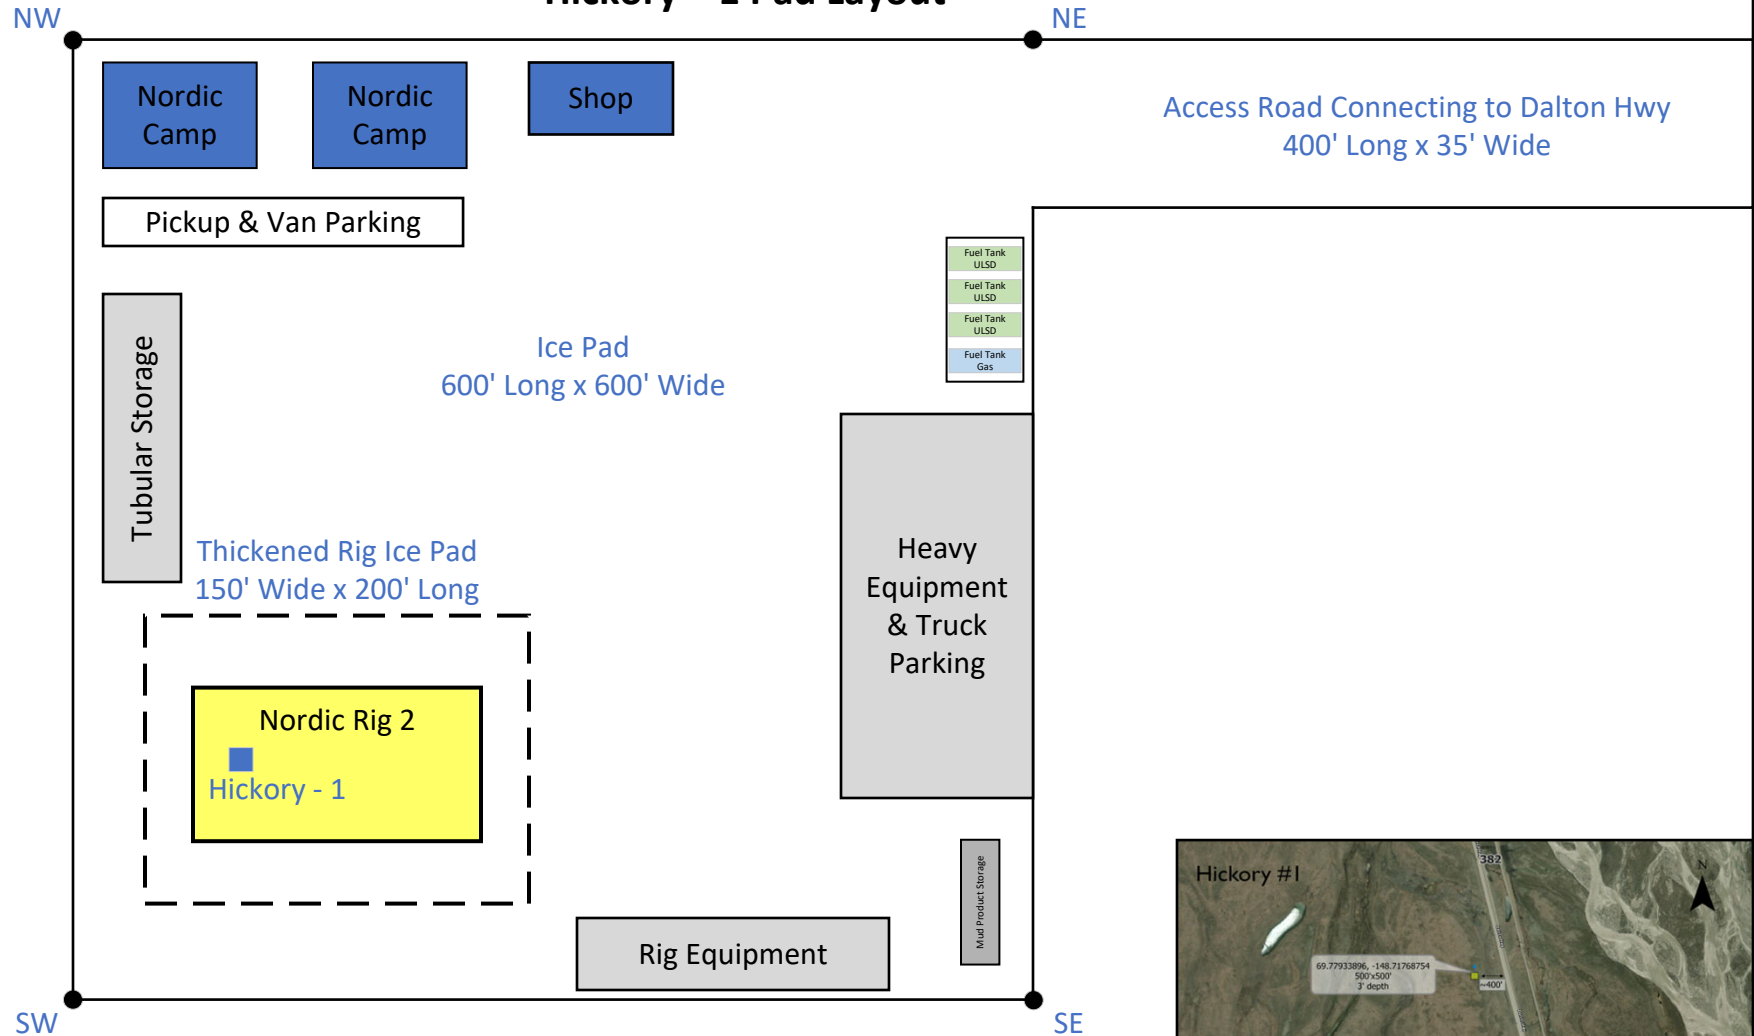 Hickory - 1 Pad Layout
NW
NE
Nordic
Camp
Nordic
Camp
Shop
Access Road Connecting to Dalton Hwy
400' Long x 35' Wide
Pickup & Van Parking
Fuel Tank
ULSD
Fuel Tank
ULSD
Fuel Tank
ULSD
Fuel Tank
Gas
Tubular Storage
Ice Pad
600' Long x 600' Wide
Thickened Rig Ice Pad
150' Wide x 200' Long
Heavy
Equipment
& Truck
Parking
Nordic Rig 2
Hickory - 1
Mud Product Storage
Rig Equipment
SW
SE
Hickory #1
382
N
69.77933896, -148.71768754
500'x500'
3' depth
~400'